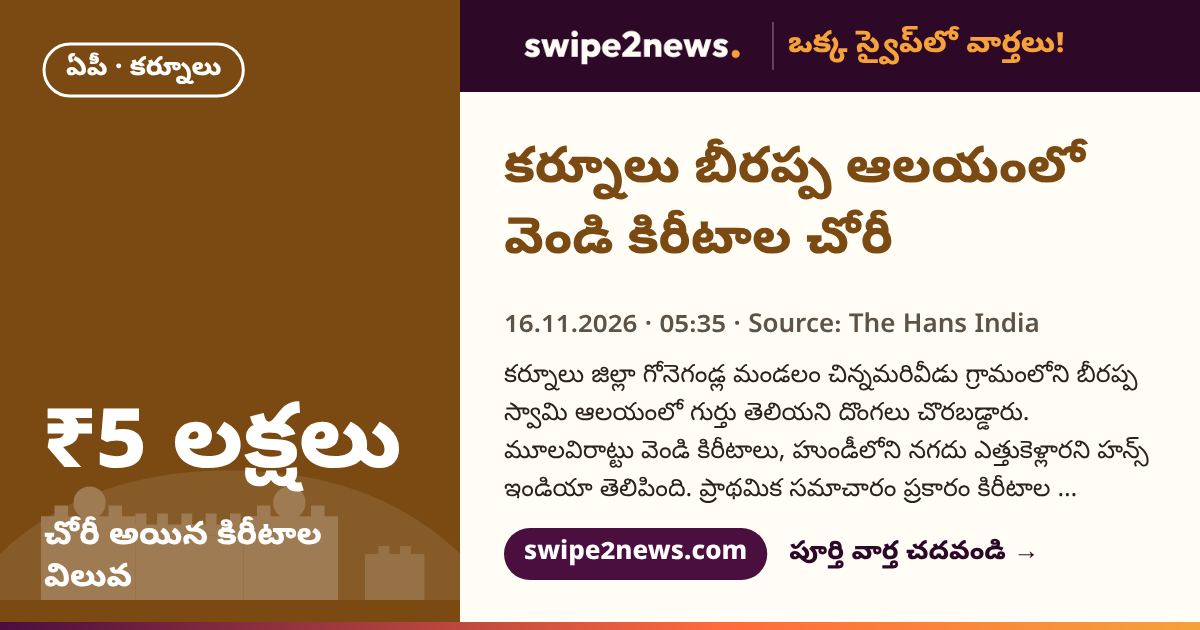 ఏపీ · కర్నూలు
₹5 లక్షలు
చోరీ అయిన కిరీటాల
విలువ
swipe2news. ఒక్క స్వైప్‌లో వార్తలు!
కర్నూలు బీరప్ప ఆలయంలో
వెండి కిరీటాల చోరీ
16.11.2026 · 05:35 · Source: The Hans India
కర్నూలు జిల్లా గోనెగండ్ల మండలం చిన్నమరివీడు గ్రామంలోని బీరప్ప
స్వామి ఆలయంలో గుర్తు తెలియని దొంగలు చొరబడ్డారు.
మూలవిరాట్టు వెండి కిరీటాలు, హుండీలోని నగదు ఎత్తుకెళ్లారని హన్స్
ఇండియా తెలిపింది. ప్రాథమిక సమాచారం ప్రకారం కిరీటాల ...
swipe2news.com పూర్తి వార్త చదవండి →